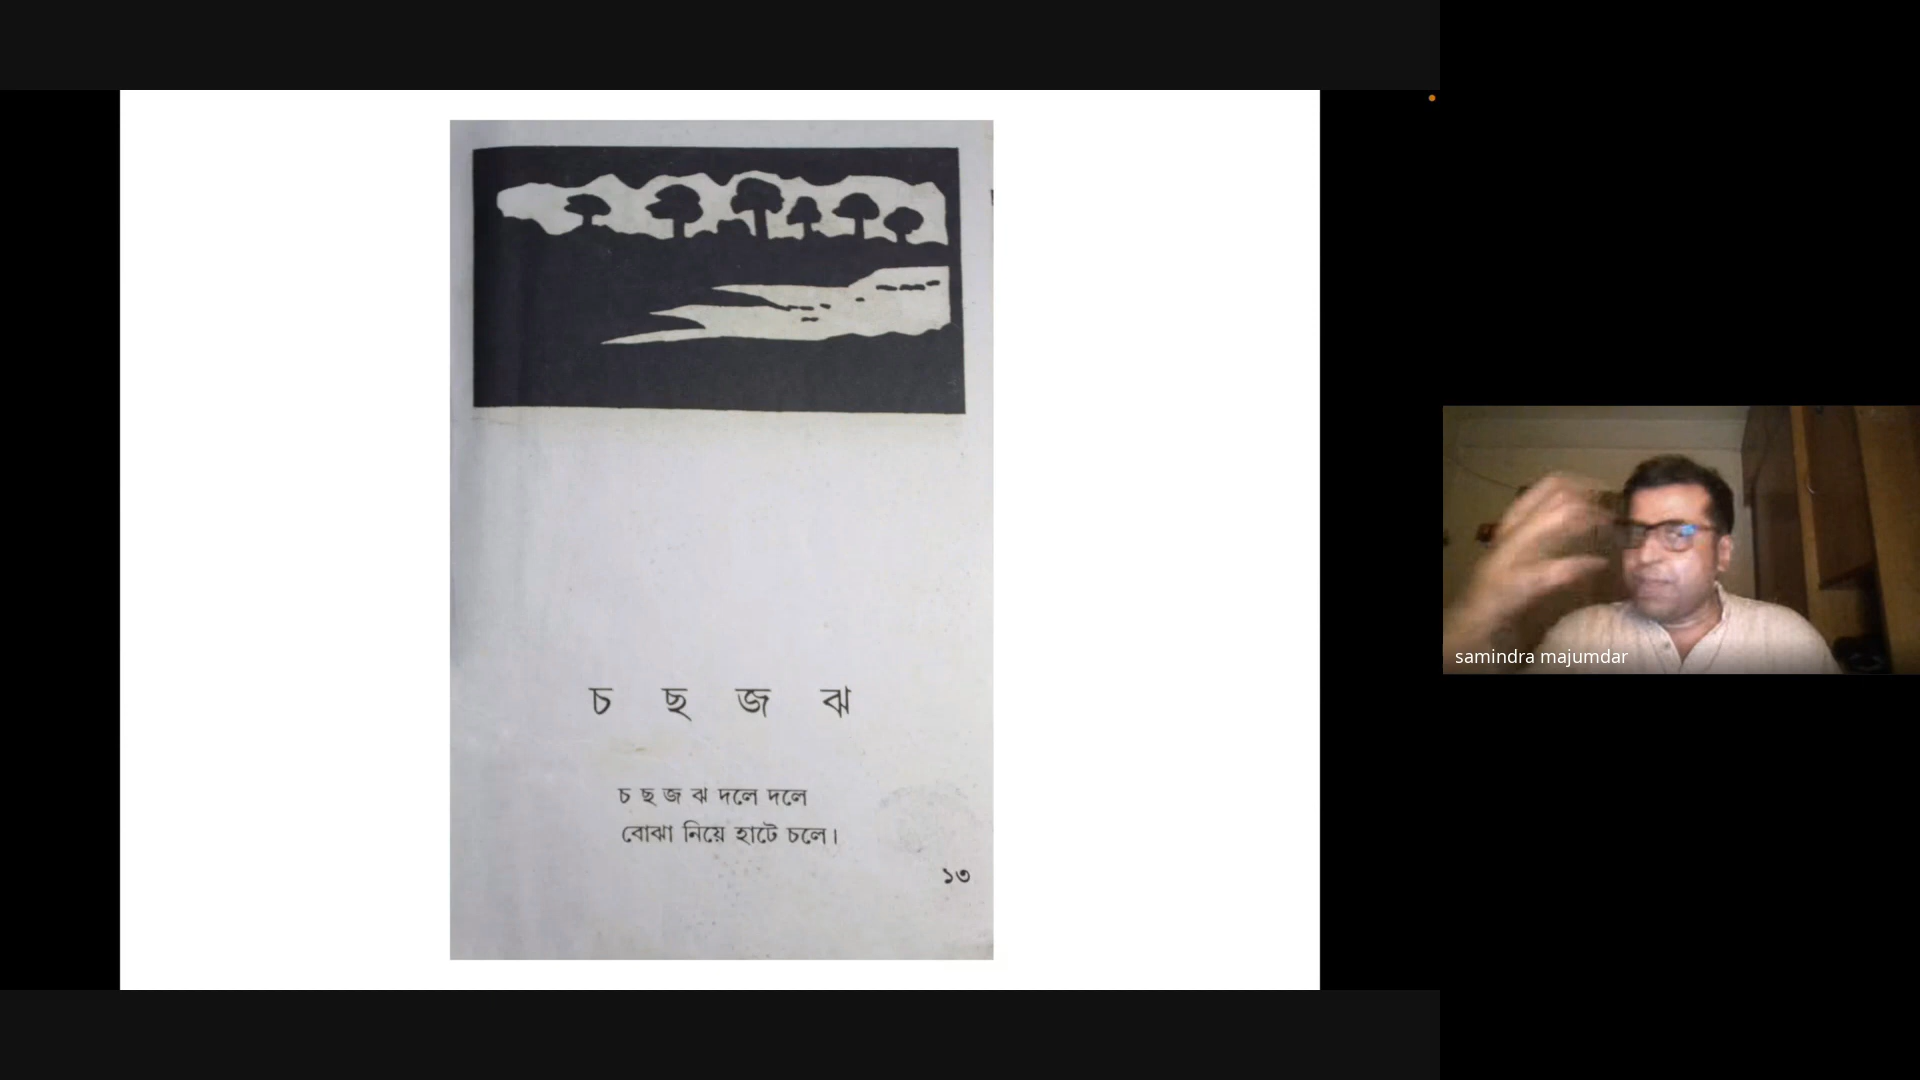 চ ছ জ ঝ
চ ছ জ ঝ দলে দলে
বোঝা নিয়ে হাটে চলে।
১৩
samindra majumdar